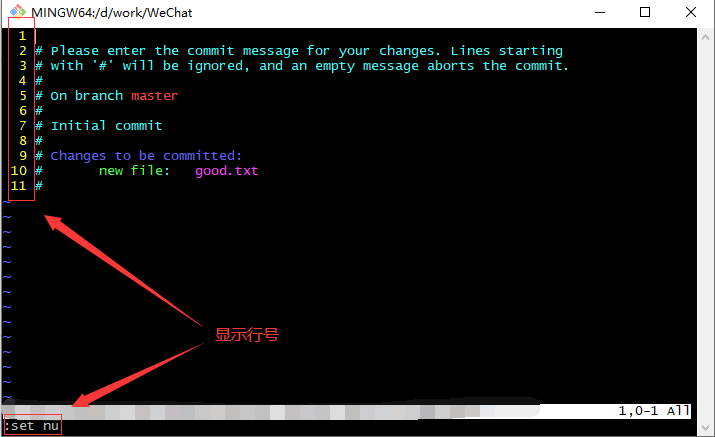 MINGW64:/d/work/WeChat
1
2 # Please enter the commit message for your changes. Lines starting
3 # with '#' will be ignored, and an empty message aborts the commit.
4 #
5 # On branch master
6 #
7 # Initial commit
8 #
9 # Changes to be committed:
10 #       new file:   good.txt
11 #
~
~
~
~
~
~
~
~
~
~
~
~
~
~
显示行号
1,0-1 All
:set nu